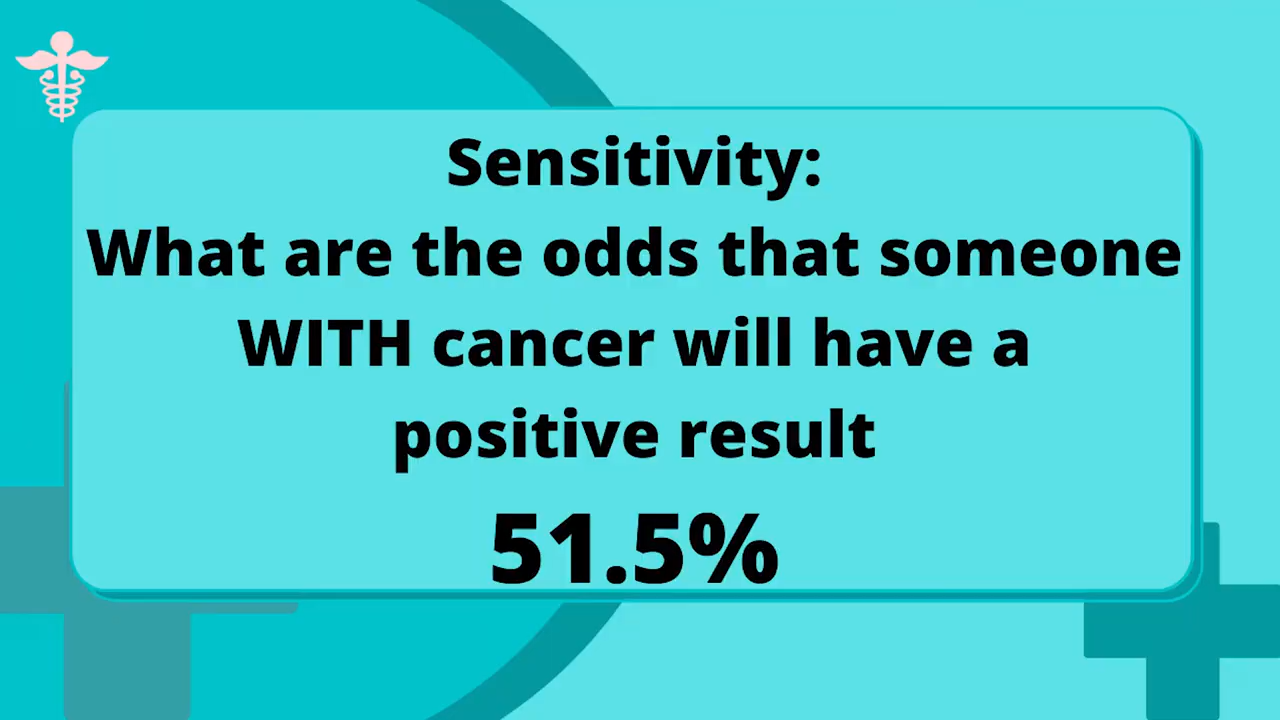 Sensitivity:
What are the odds that someone
WITH cancer will have a
positive result
51.5%